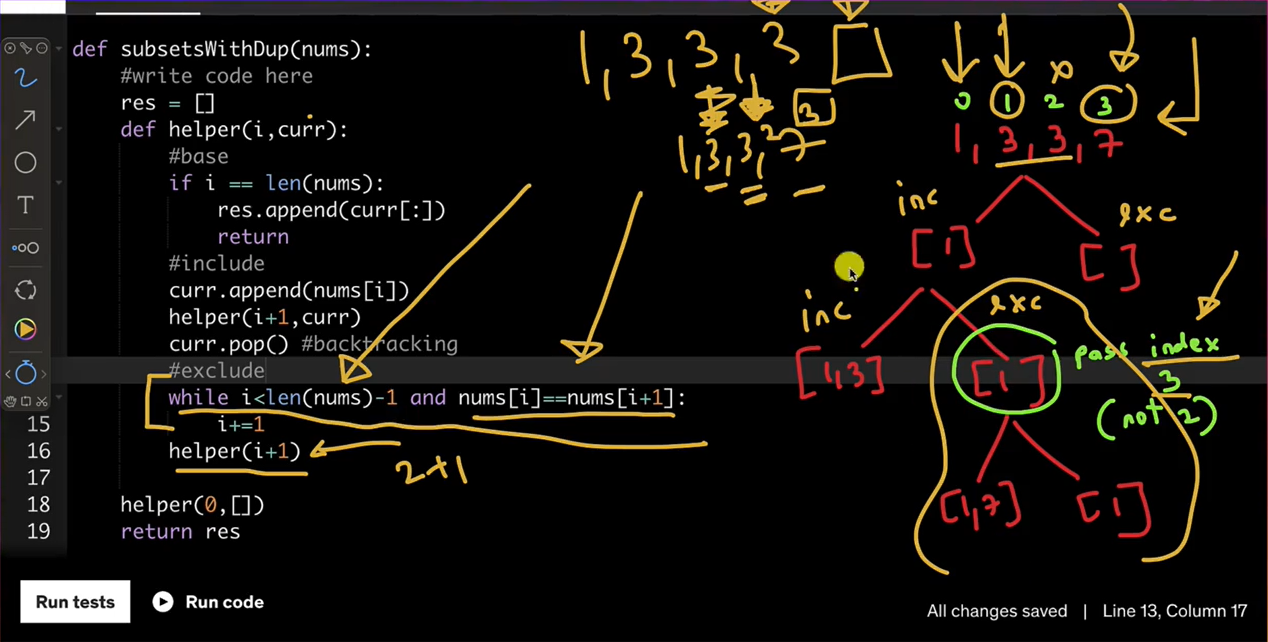 def subsetsWithDup(nums):
#write code here
res = []
def helper(i,curr):
#base
if i == len(nums):
res.append(curr[:])
return
#include
curr.append(nums[i])
helper(i+1,curr)
curr.pop() #backtracking
#exclude
while i<len(nums)-1 and nums[i]==nums[i+1]:
15 i+=1
16 helper(i+1)
17
18 helper(0,[])
19 return res
2+1
1,3,3,3
3
1,3,3,7
2
0 1 2 3
1,3,3,7
inc
exc
[1]
[ ]
inc
exc
[1,3]
[1]
pass index
3
(not 2)
[1,7]
[1]
T
Run tests
Run code
All changes saved | Line 13, Column 17